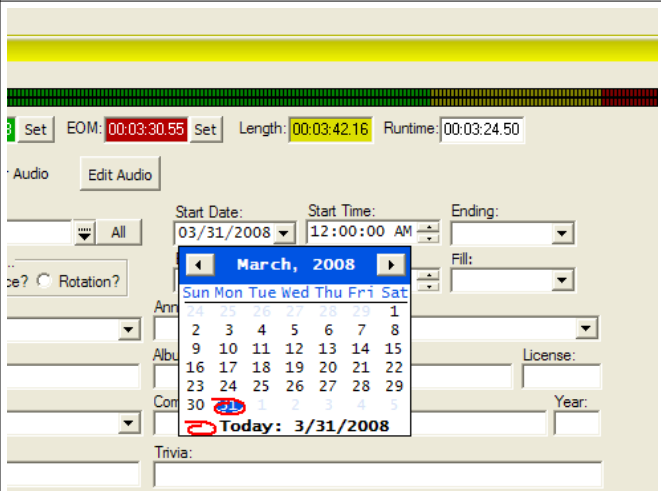 Set EOM: 00:03:30.55 Set Length: 00:03:42.16 Runtime: 00:03:24.50
Audio Edit Audio
Start Date: Start Time: Ending:
All 03/31/2008 12:00:00 AM
March, 2008 Fill:
Rotation?
Sun Mon Tue Wed Thu Fri Sat
24 25 26 27 28 29 1
2 3 4 5 6 7 8
9 10 11 12 13 14 15
License:
16 17 18 19 20 21 22
23 24 25 26 27 28 29
Year:
30 31 1 2 3 4 5
Today: 3/31/2008
Trivia: